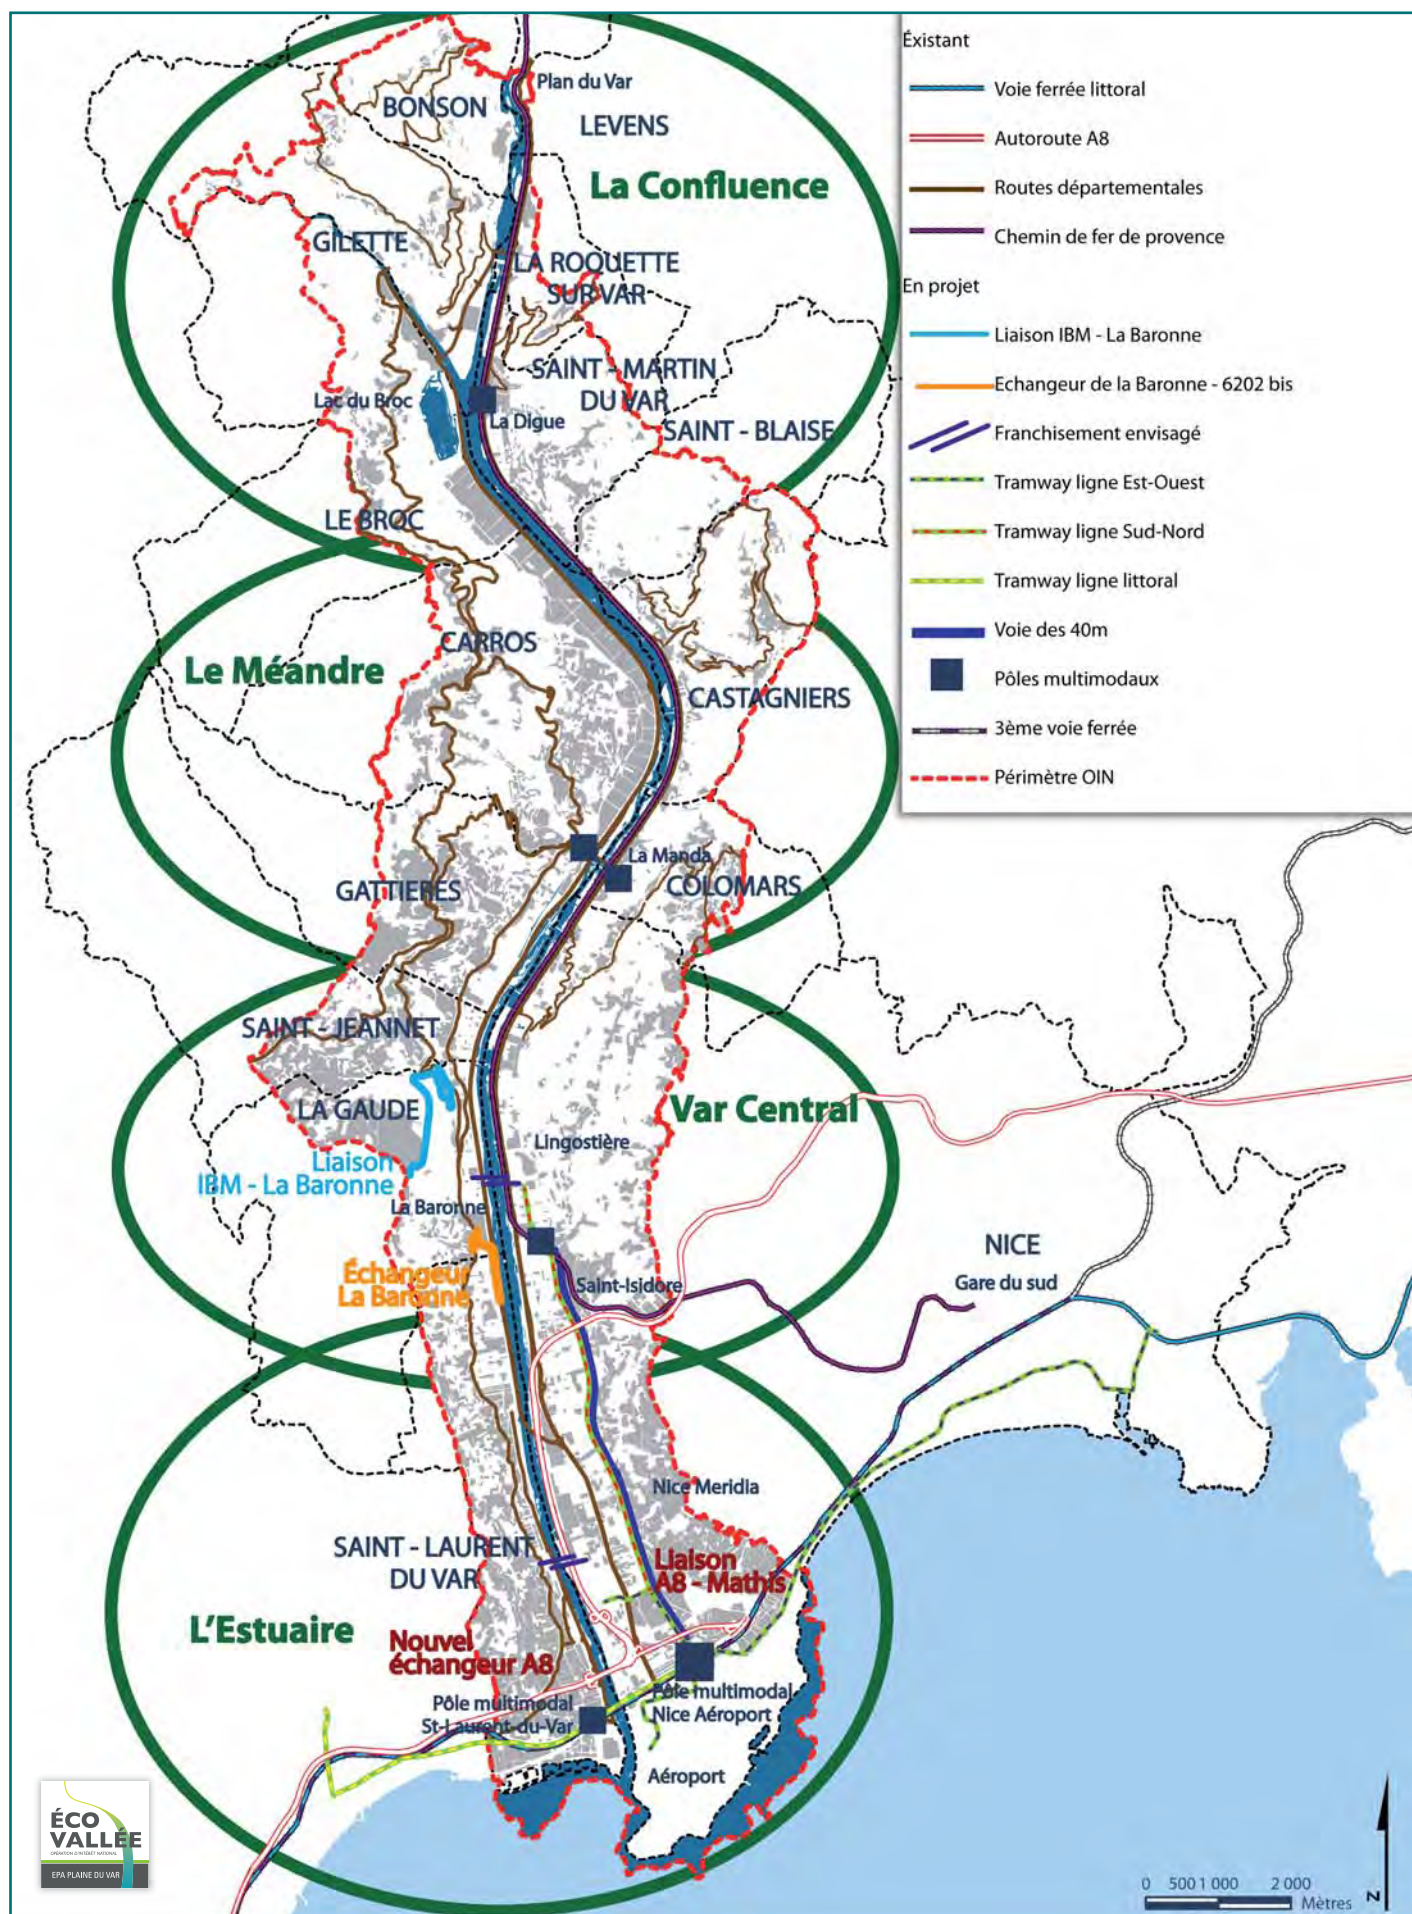 Éxistant
Voie ferrée littoral
Autoroute A8
Routes départementales
Chemin de fer de provence
En projet
Liaison IBM - La Baronne
Echangeur de la Baronne - 6202 bis
Franchisement envisagé
Tramway ligne Est-Ouest
Tramway ligne Sud-Nord
Tramway ligne littoral
Voie des 40m
Pôles multimodaux
3ème voie ferrée
Périmètre OIN
Plan du Var
BONSON
LEVENS
La Confluence
GILETTE
LA ROQUETTE
SUR VAR
SAINT - MARTIN
DU VAR
Lac du Broc
La Digue
SAINT - BLAISE
LE BROC
CARROS
Le Méandre
CASTAGNIERS
La Manda
COLOMARS
GATTIERES
SAINT - JEANNET
LA GAUDE
Var Central
Lingostière
Liaison
IBM - La Baronne
La Baronne
NICE
Gare du sud
Échangeur
La Baronne
Saint-Isidore
Nice Meridia
SAINT - LAURENT
DU VAR
Liaison
A8 - Mathis
L'Estuaire
Nouvel
échangeur A8
Pôle multimodal
St-Laurent-du-Var
Pôle multimodal
Nice Aéroport
Aéroport
ÉCO
VALLÉE
OPÉRATION D'INTÉRÊT NATIONAL
EPA PLAINE DU VAR
0 500 1 000 2 000
Mètres
N